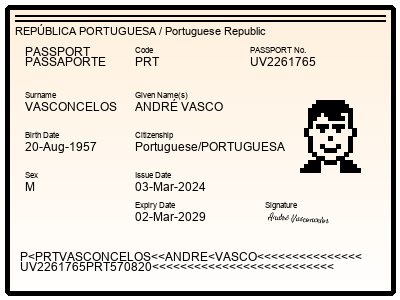 REPÚBLICA PORTUGUESA / Portuguese Republic
PASSPORT
PASSAPORTE
Code
PRT
PASSPORT No.
UV2261765
Surname
VASCONCELOS
Given Name(s)
ANDRÉ VASCO
Birth Date
20-Aug-1957
Citizenship
Portuguese/PORTUGUESA
Sex
M
Issue Date
03-Mar-2024
Expiry Date
02-Mar-2029
Signature
André Vasconcelos
P<PRTVASCONCELOS<<ANDRE<VASCO<<<<<<<<<<<<<<<
UV2261765PRT570820<<<<<<<<<<<<<<<<<<<<<<<<<<